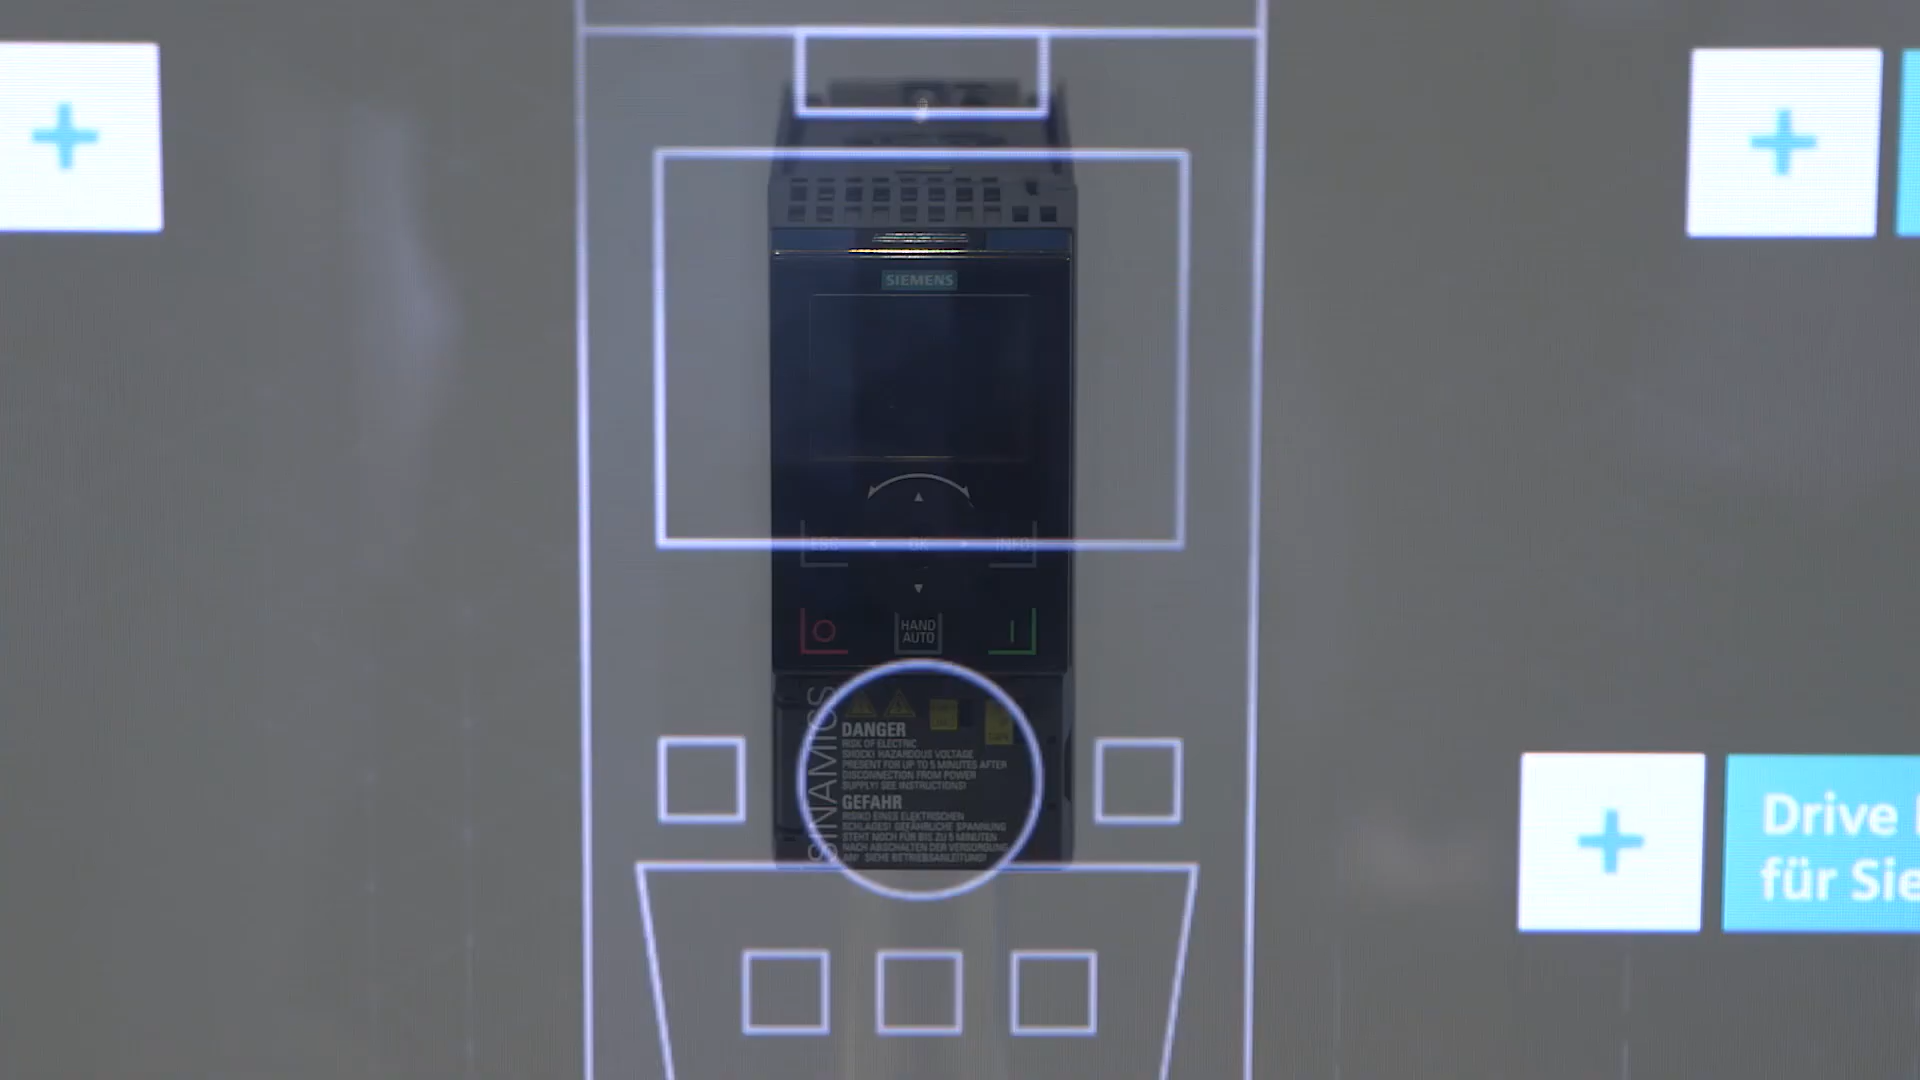 SIEMENS
ESC
OK
INFO
HAND
AUTO
SINAMICS
DANGER
RISK OF ELECTRIC
SHOCK! HAZARDOUS VOLTAGE
PRESENT FOR UP TO 5 MINUTES AFTER
DISCONNECTION FROM POWER
SUPPLY! SEE INSTRUCTIONS!
GEFAHR
RISIKO EINES ELEKTRISCHEN
SCHLAGES! GEFÄHRLICHE SPANNUNG
STEHT NOCH FÜR BIS ZU 5 MINUTEN
NACH ABSCHALTEN DER VERSORGUNG
AN! SIEHE BETRIEBSANLEITUNG!
Drive
für Sie